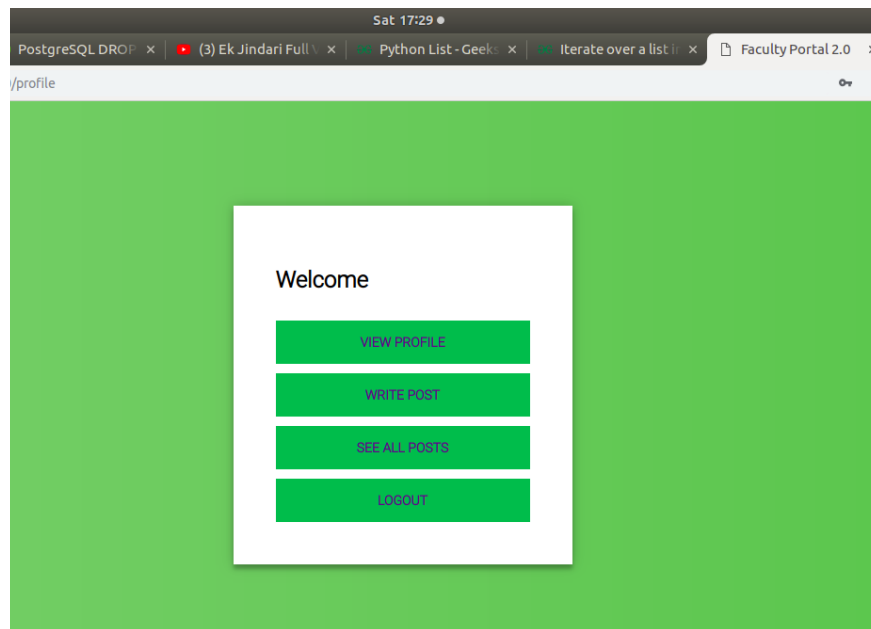 Sat 17:29
PostgreSQL DROP (3) Ek Jindari Full Python List - Geeks Iterate over a list Faculty Portal 2.0
/profile
Welcome
VIEW PROFILE
WRITE POST
SEE ALL POSTS
LOGOUT